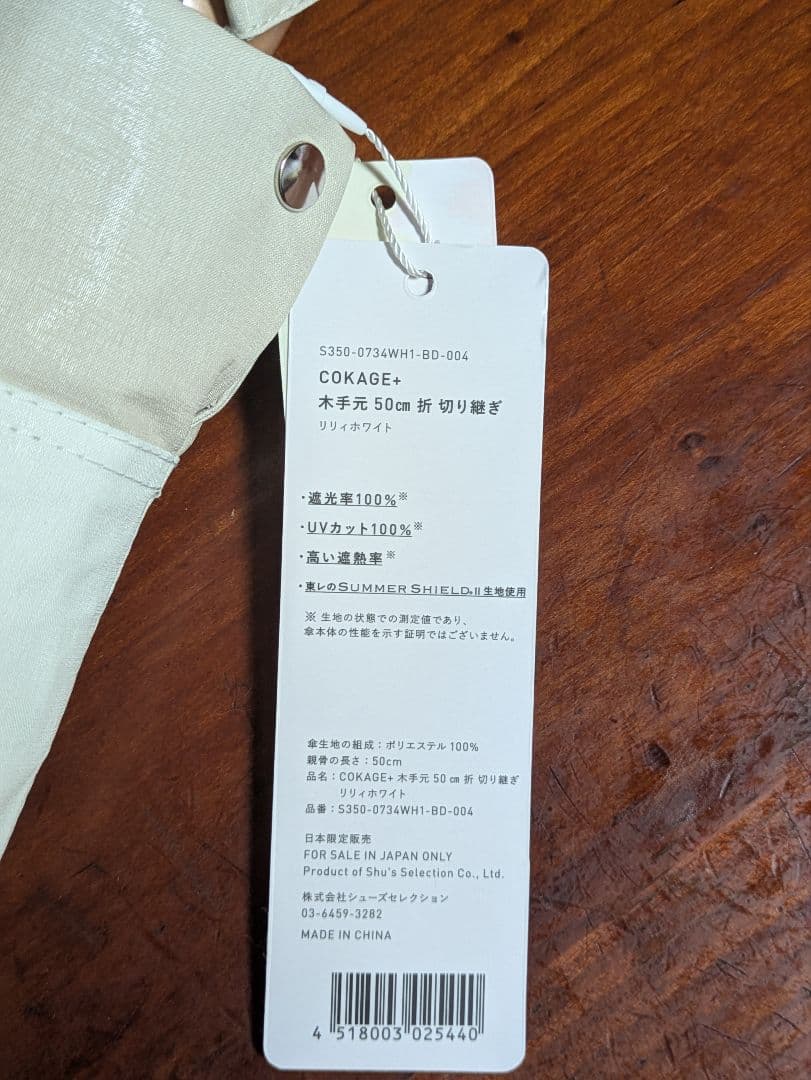 S350-0734WH1-BD-004
COKAGE+
木手元 50㎝ 折 切り継ぎ
リリィホワイト
・遮光率100%※
・UVカット100%※
・高い遮熱率※
・東レのSUMMER SHIELD®II生地使用
※ 生地の状態での測定値であり、
傘本体の性能を示す証明ではございません。
傘生地の組成：ポリエステル 100%
親骨の長さ：50cm
品名：COKAGE+ 木手元 50 ㎝ 折 切り継ぎ
リリィホワイト
品番：S350-0734WH1-BD-004
日本限定販売
FOR SALE IN JAPAN ONLY
Product of Shu's Selection Co., Ltd.
株式会社シューズセレクション
03-6459-3282
MADE IN CHINA
4 518003 025440